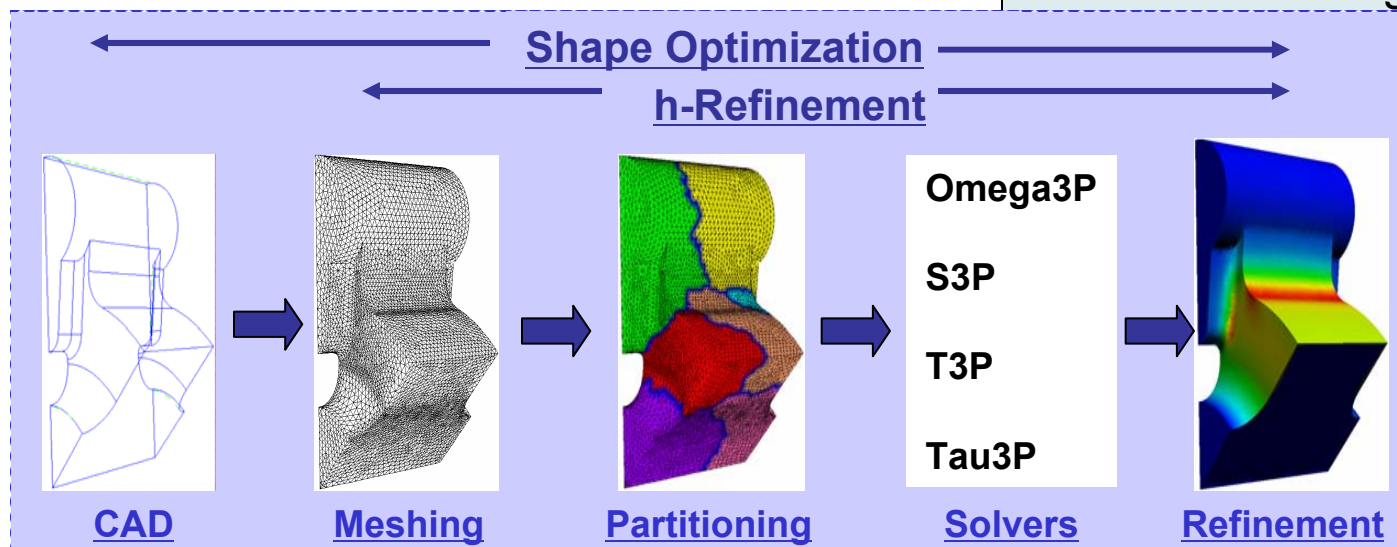 Shape Optimization
h-Refinement
Omega3P
S3P
T3P
Tau3P
CAD
Meshing
Partitioning
Solvers
Refinement